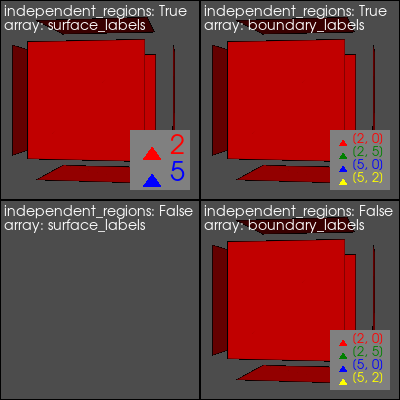 independent_regions: True
array: surface_labels
2
5
independent_regions: True
array: boundary_labels
(2, 0)
(2, 5)
(5, 0)
(5, 2)
independent_regions: False
array: surface_labels
independent_regions: False
array: boundary_labels
(2, 0)
(2, 5)
(5, 0)
(5, 2)